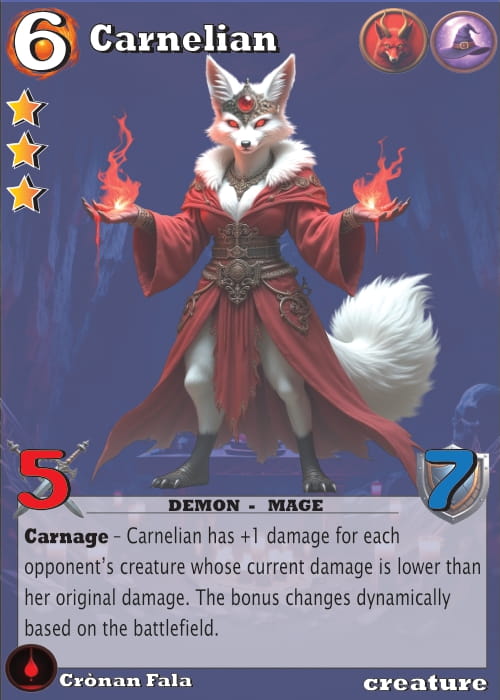 6 Carnelian
5
7
DEMON - MAGE
Carnage – Carnelian has +1 damage for each
opponent's creature whose current damage is lower than
her original damage. The bonus changes dynamically
based on the battlefield.
Crònan Fala
creature